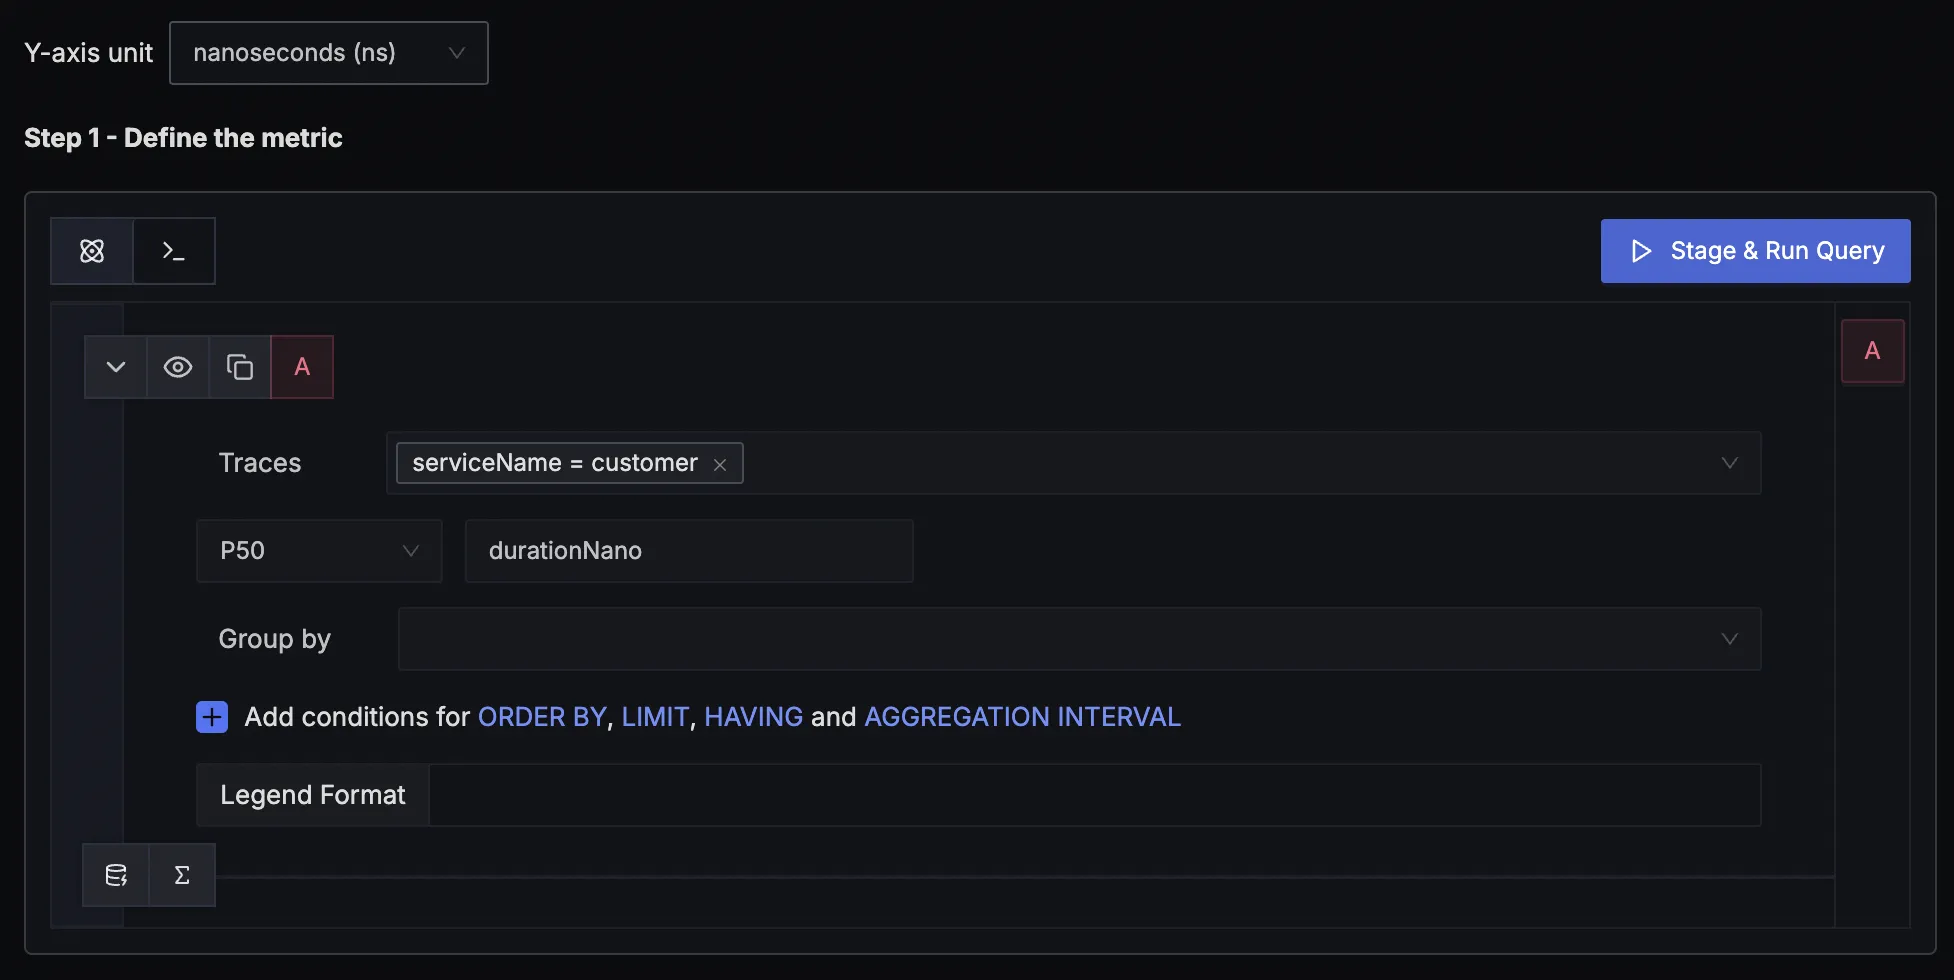 Y-axis unit nanoseconds (ns)
Step 1 - Define the metric
Stage & Run Query
A
A
Traces serviceName = customer
P50 durationNano
Group by
Add conditions for ORDER BY, LIMIT, HAVING and AGGREGATION INTERVAL
Legend Format